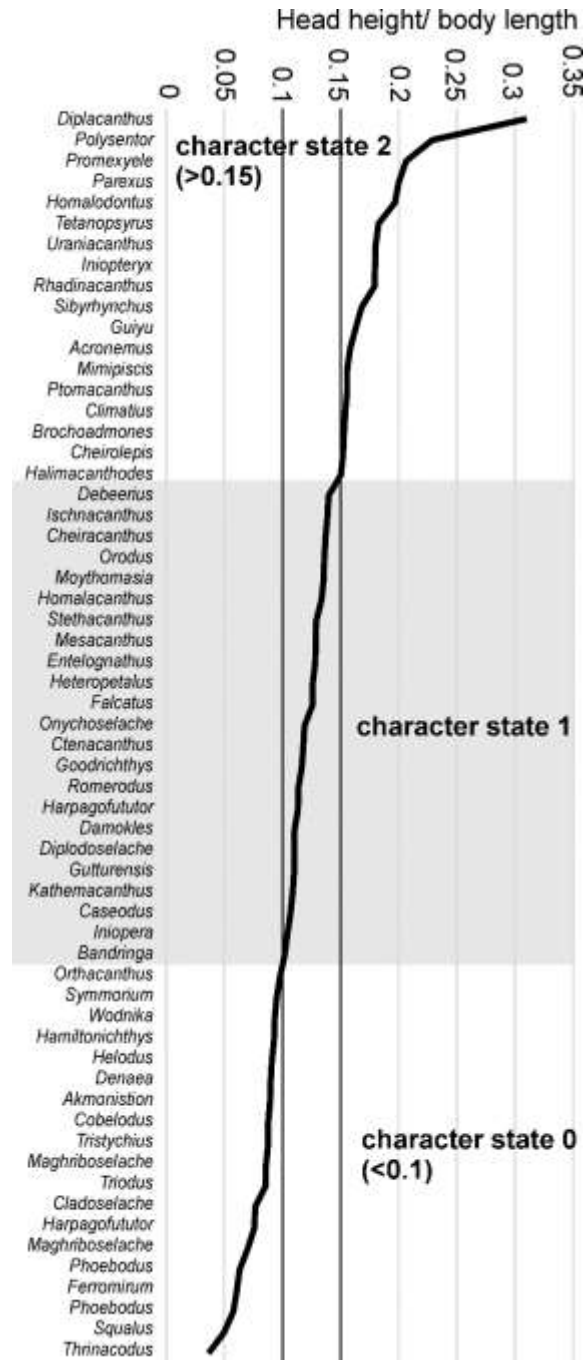 Head height/ body length
0 0.05 0.1 0.15 0.2 0.25 0.3 0.35
character state 2
(>0.15)
Diplacanthus
Polysentor
Promexyele
Parexus
Homalodontus
Tetanopsyrus
Uraniacanthus
Iniopteryx
Rhadinacanthus
Sibyrhynchus
Guiyu
Acronemus
Mimipiscis
Ptomacanthus
Climatius
Brochoadmones
Cheirolepis
Halimacanthodes
Debeerius
Ischnacanthus
Cheiracanthus
Orodus
Moythomasia
Homalacanthus
Stethacanthus
Mesacanthus
Entelognathus
Heteropetalus
Falcatus
Onychoselache
character state 1
Ctenacanthus
Goodrichthys
Romerodus
Harpagofututor
Damokles
Diplodoselache
Gutturensis
Kathemacanthus
Caseodus
Iniopera
Bandringa
Orthacanthus
Symmorium
Wodnika
Hamiltonichthys
Helodus
Denaea
Akmonistion
Cobelodus
Tristychius
character state 0
(<0.1)
Maghriboselache
Triodus
Cladoselache
Harpagofututor
Maghriboselache
Phoebodus
Ferromirum
Phoebodus
Squalus
Thrinacodus